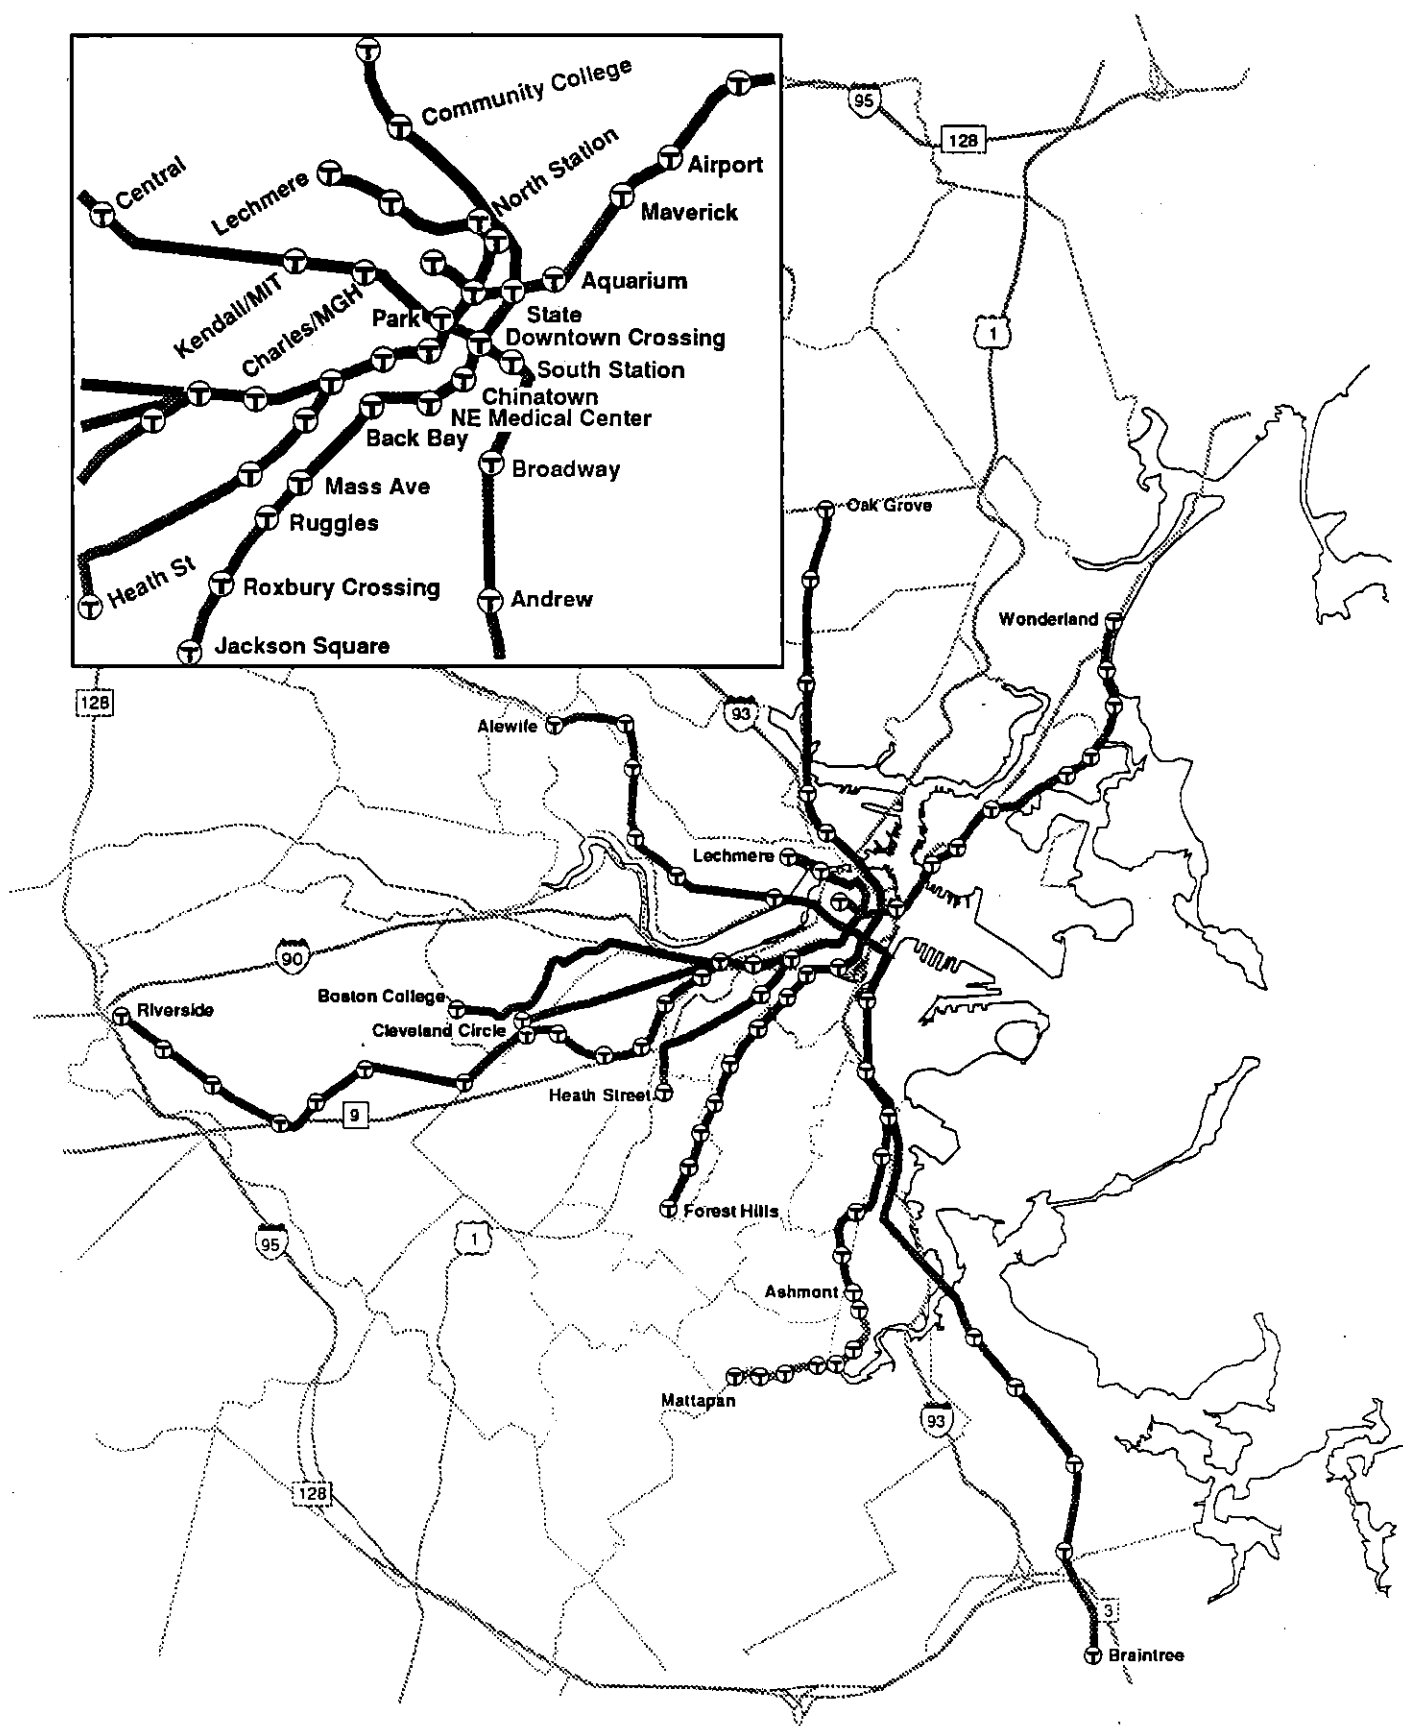 Community College
95
128
North Station
Airport
Central
Lechmere
Maverick
Aquarium
Kendall/MIT
Charles/MGH
Park
State
Downtown Crossing
1
South Station
Chinatown
NE Medical Center
Back Bay
Broadway
Mass Ave
Oak Grove
Ruggles
Heath St
Roxbury Crossing
Andrew
Wonderland
Jackson Square
128
93
Alewife
Lechmere
90
Boston College
Riverside
Cleveland Circle
Heath Street
9
Forest Hills
95
1
Ashmont
Mattapan
93
128
3
Braintree